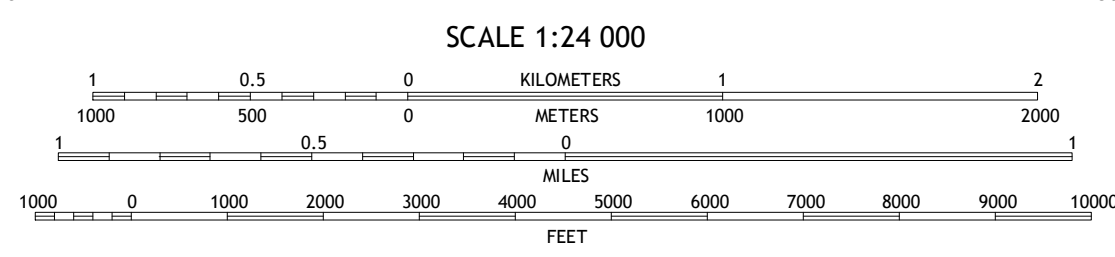 SCALE 1:24 000
1 0.5 0 KILOMETERS 1 2
1000 500 0 METERS 1000 2000
1 0.5 0 1
MILES
1000 0 1000 2000 3000 4000 5000 6000 7000 8000 9000 10000
FEET